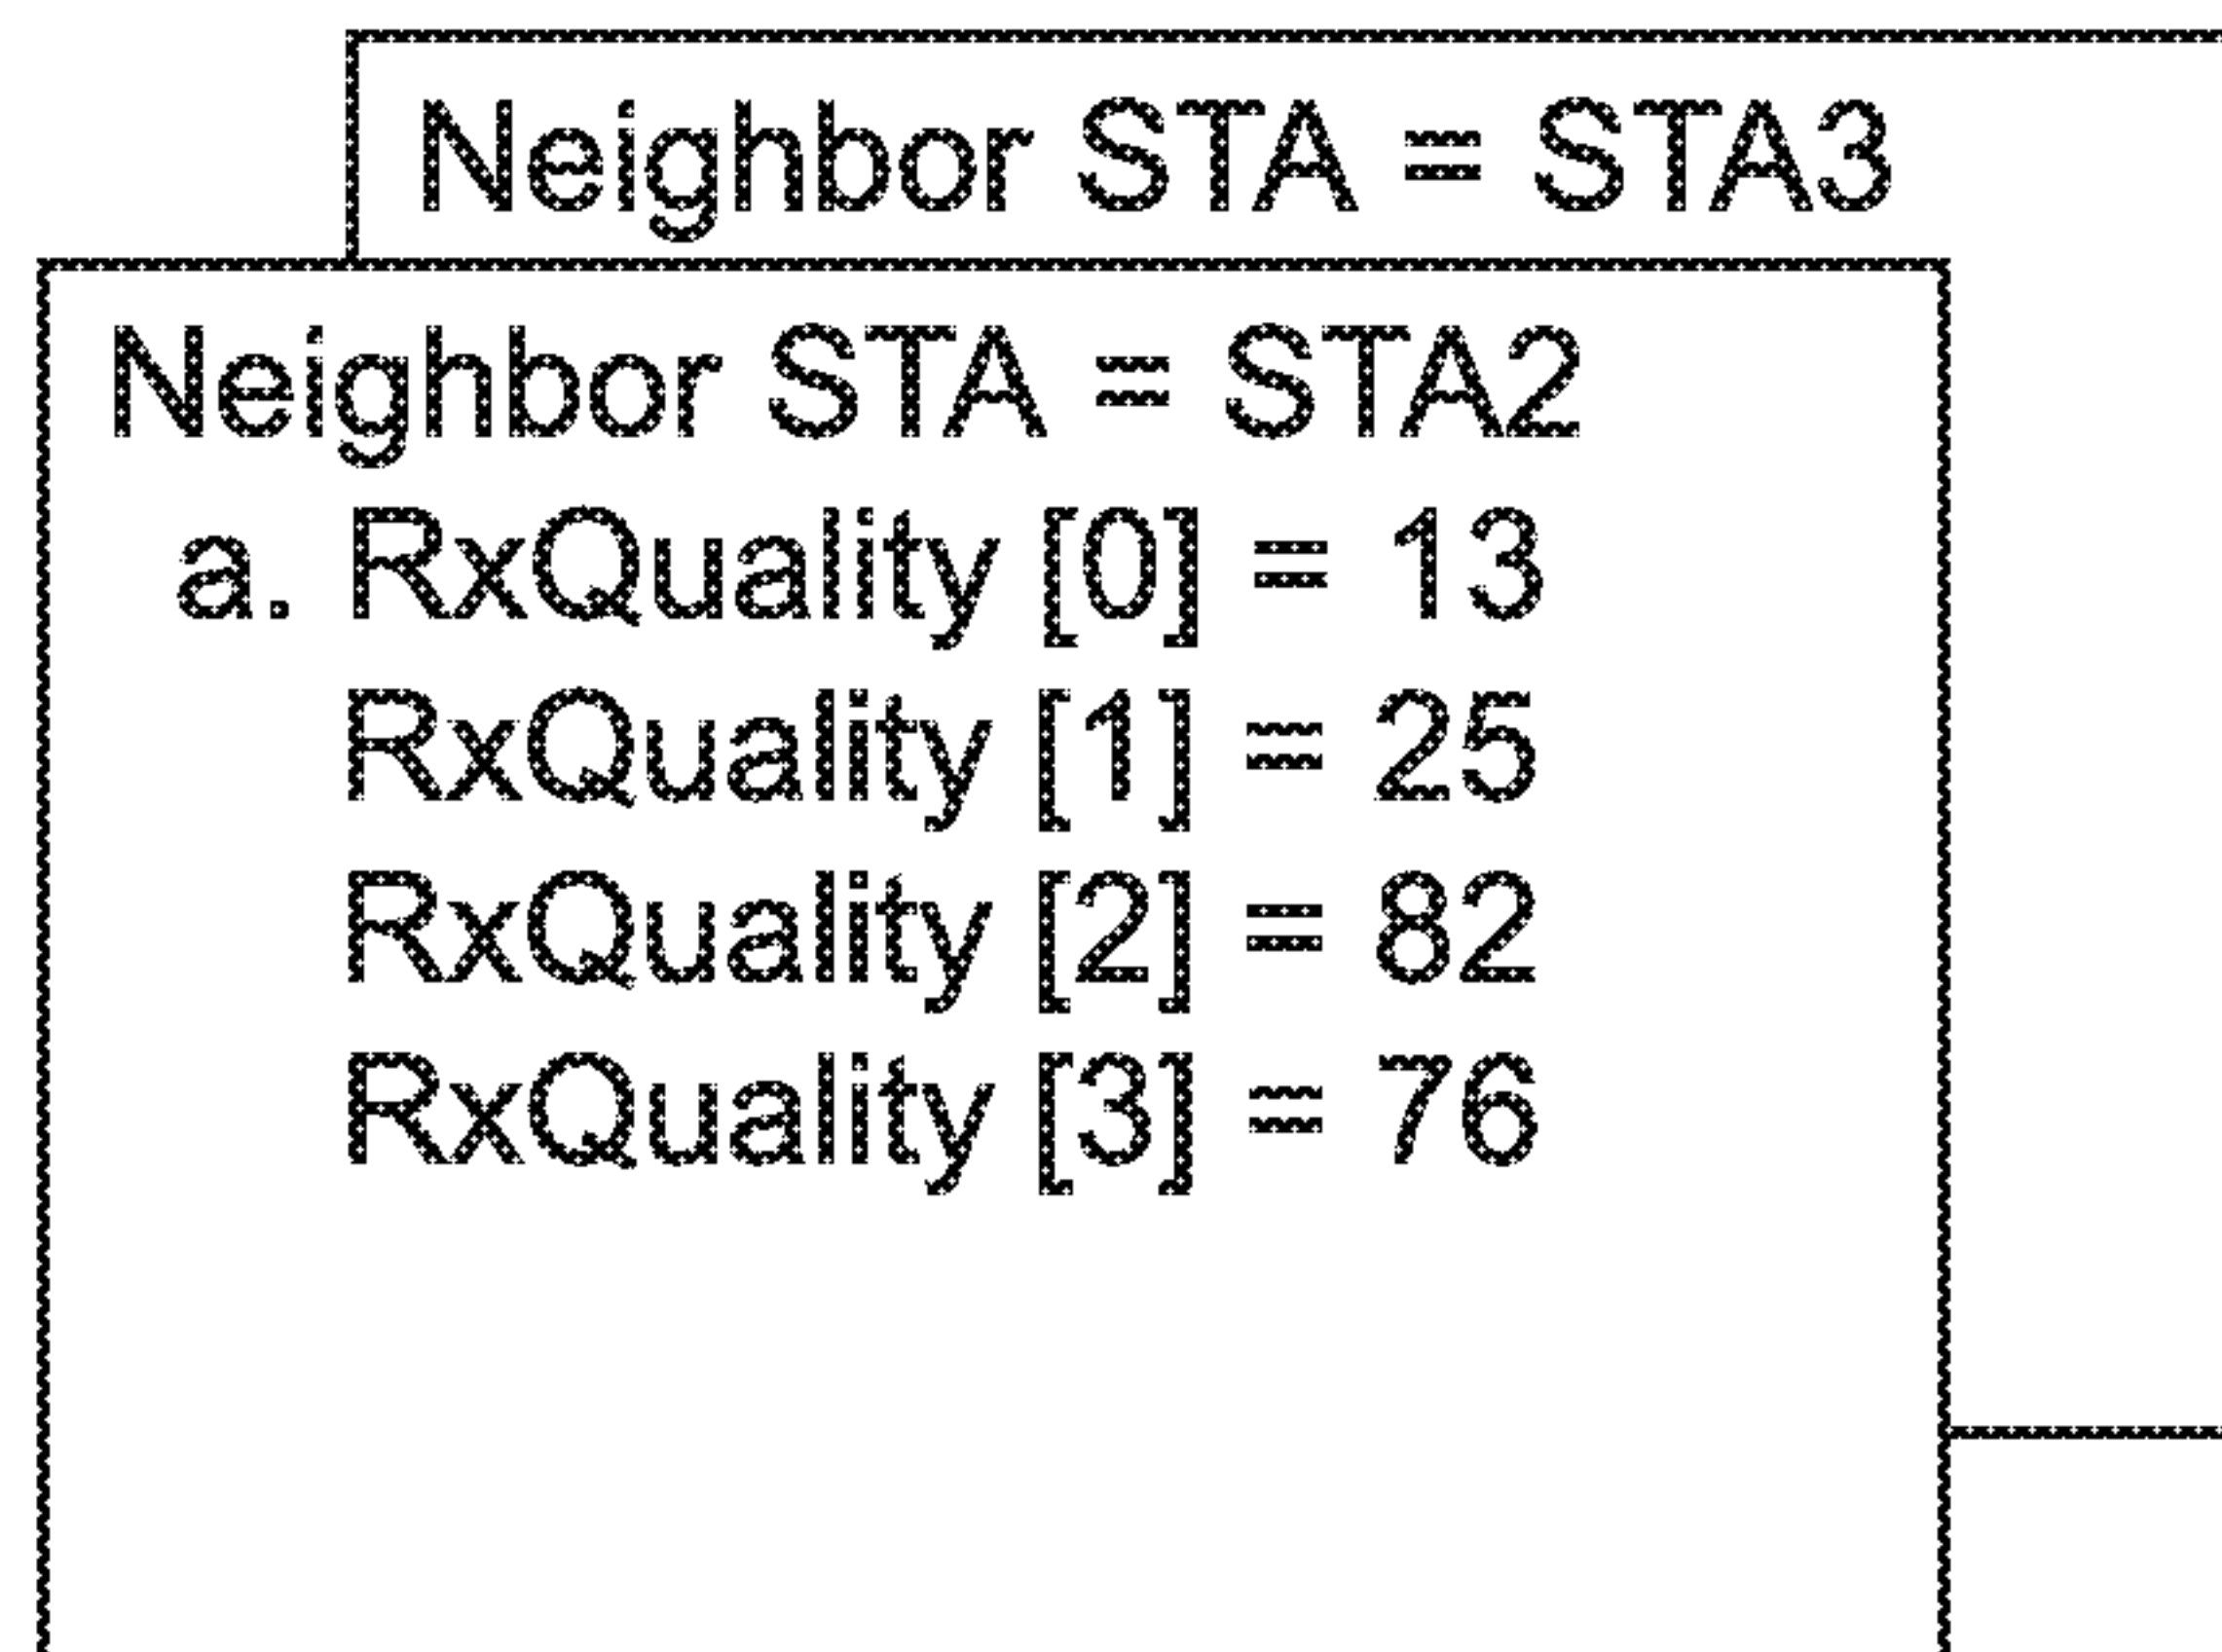 Neighbor STA = STA3
Neighbor STA = STA2
a. RxQuality [0] = 13
RxQuality [1] = 25
RxQuality [2] = 82
RxQuality [3] = 76